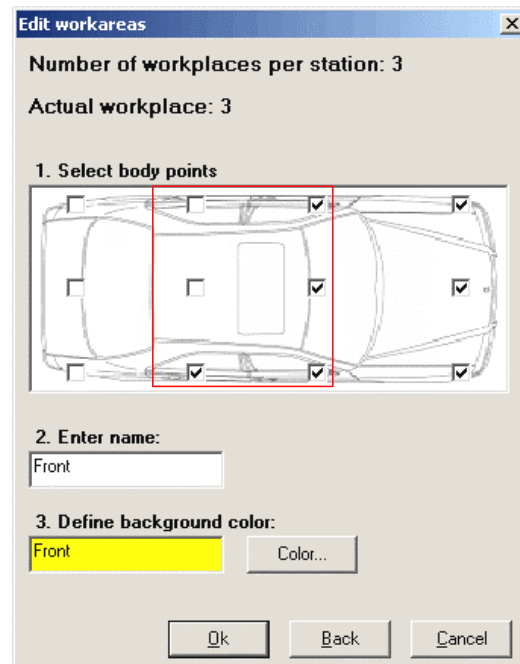 Edit workareas
Number of workplaces per station: 3
Actual workplace: 3
1. Select body points
2. Enter name:
Front
3. Define background color:
Front
Color...
Ok
Back
Cancel